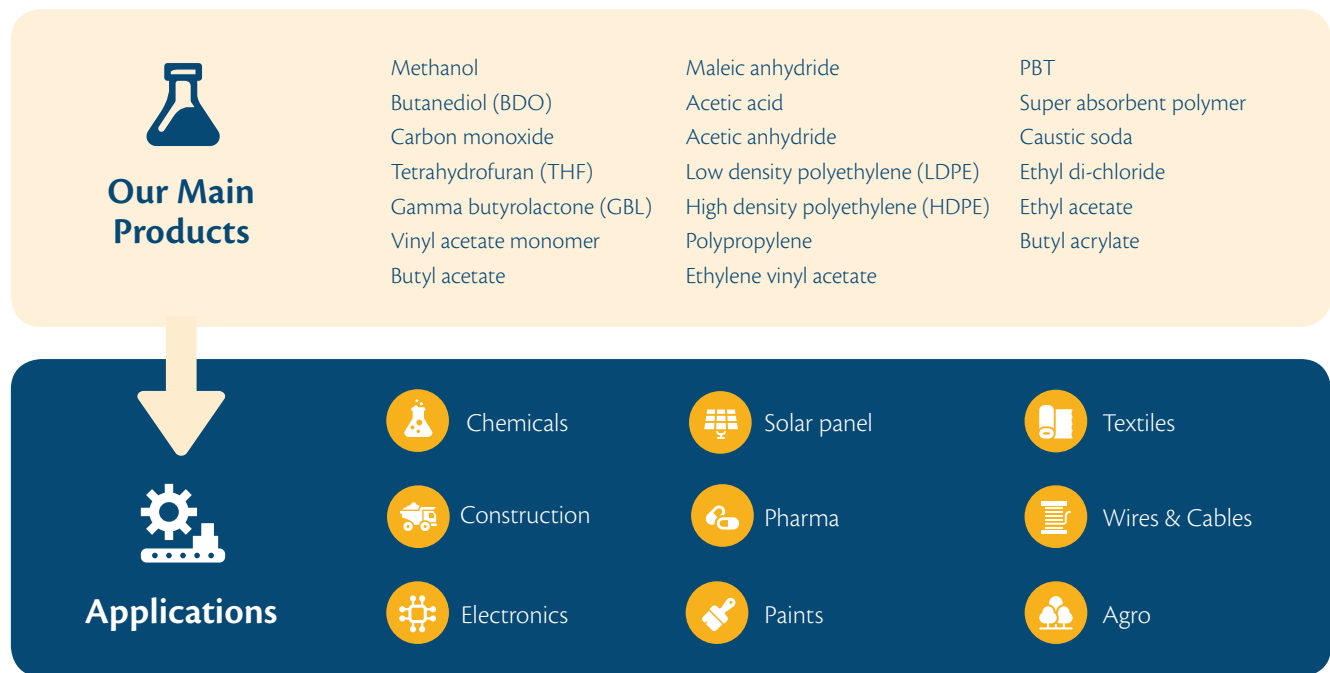 Our Main
Products
Methanol
Butanediol (BDO)
Carbon monoxide
Tetrahydrofuran (THF)
Gamma butyrolactone (GBL)
Vinyl acetate monomer
Butyl acetate
Maleic anhydride
Acetic acid
Acetic anhydride
Low density polyethylene (LDPE)
High density polyethylene (HDPE)
Polypropylene
Ethylene vinyl acetate
PBT
Super absorbent polymer
Caustic soda
Ethyl di-chloride
Ethyl acetate
Butyl acrylate
Applications
Chemicals
Solar panel
Textiles
Construction
Pharma
Wires & Cables
Electronics
Paints
Agro